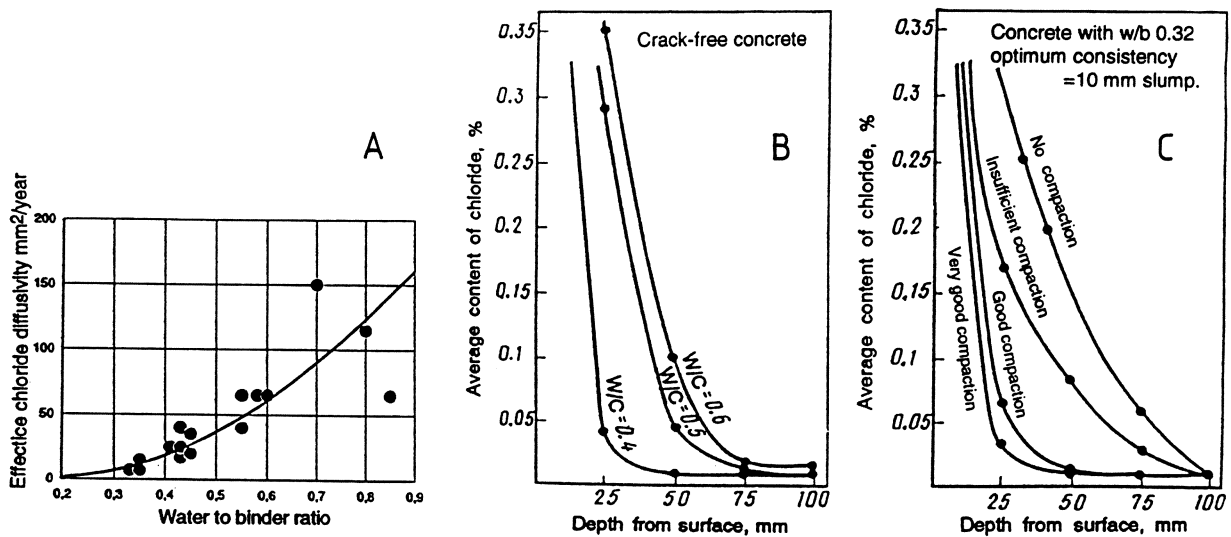 A
Effectice chloride diffusivity mm2/year
200
150
100
50
0
0,2 0,3 0,4 0,5 0,6 0,7 0,8 0,9
Water to binder ratio
B
Crack-free concrete
Average content of chloride, %
0.35
0.3
0.25
0.2
0.15
0.1
0.05
W/C=0.4
W/C=0.5
W/C=0.6
25 50 75 100
Depth from surface, mm
C
Concrete with w/b 0.32
optimum consistency
=10 mm slump.
Average content of chloride, %
0.35
0.3
0.25
0.2
0.15
0.1
0.05
Very good compaction
Good compaction
Insufficient compaction
No compaction
25 50 75 100
Depth from surface, mm